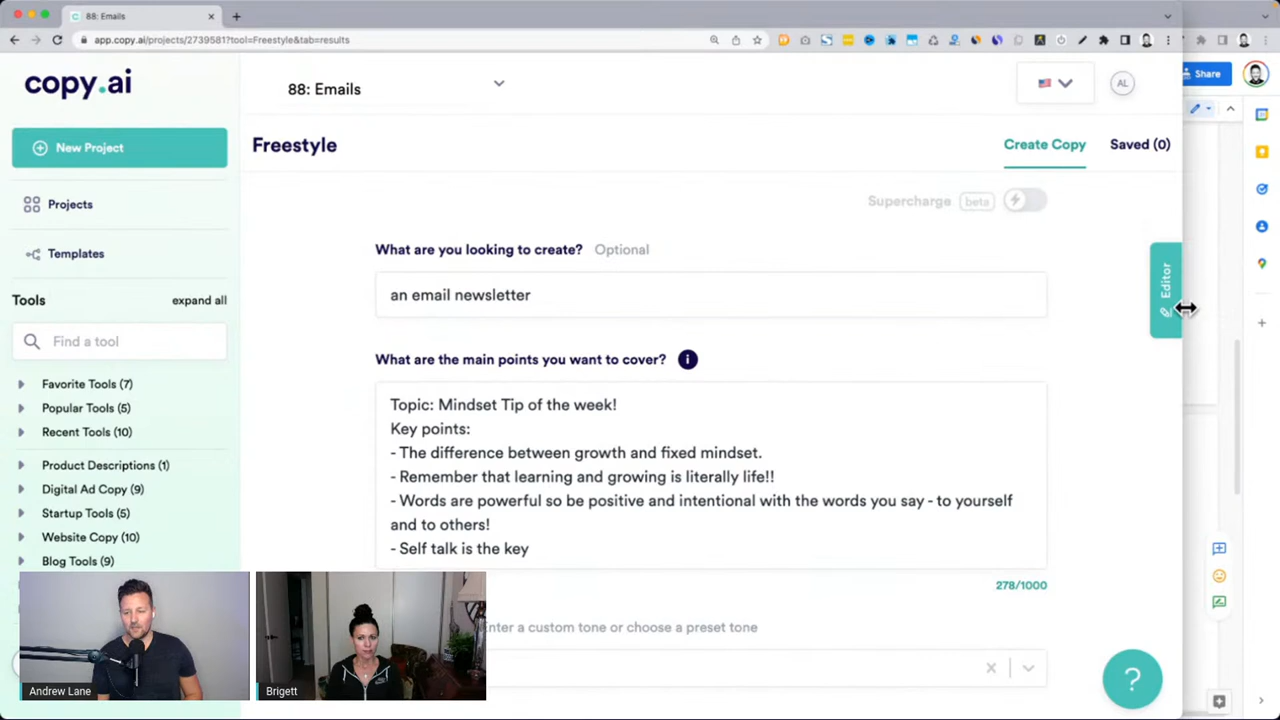 88: Emails
app.copy.ai/projects/2739581?tool=Freestyle&tab=results
copy.ai
88: Emails
AL
Share
New Project
Freestyle
Create Copy
Saved (0)
Projects
Supercharge beta
Templates
What are you looking to create? Optional
Editor
Tools
expand all
an email newsletter
Find a tool
What are the main points you want to cover? i
Favorite Tools (7)
Popular Tools (5)
Recent Tools (10)
Product Descriptions (1)
Digital Ad Copy (9)
Startup Tools (5)
Website Copy (10)
Blog Tools (9)
Topic: Mindset Tip of the week!
Key points:
- The difference between growth and fixed mindset.
- Remember that learning and growing is literally life!!
- Words are powerful so be positive and intentional with the words you say - to yourself
and to others!
- Self talk is the key
278/1000
Enter a custom tone or choose a preset tone
?
Andrew Lane
Brigett